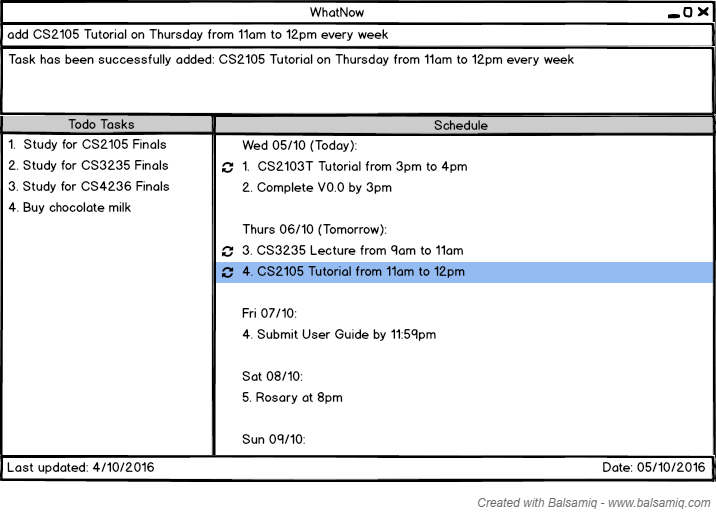 WhatNow
add CS2105 Tutorial on Thursday from 11am to 12pm every week
Task has been successfully added: CS2105 Tutorial on Thursday from 11am to 12pm every week
Todo Tasks
1. Study for CS2105 Finals
2. Study for CS3235 Finals
3. Study for CS4236 Finals
4. Buy chocolate milk
Schedule
Wed 05/10 (Today):
1. CS2103T Tutorial from 3pm to 4pm
2. Complete V0.0 by 3pm
Thurs 06/10 (Tomorrow):
3. CS3235 Lecture from 9am to 11am
4. CS2105 Tutorial from 11am to 12pm
Fri 07/10:
4. Submit User Guide by 11:59pm
Sat 08/10:
5. Rosary at 8pm
Sun 09/10:
Last updated: 4/10/2016
Date: 05/10/2016
Created with Balsamiq - www.balsamiq.com